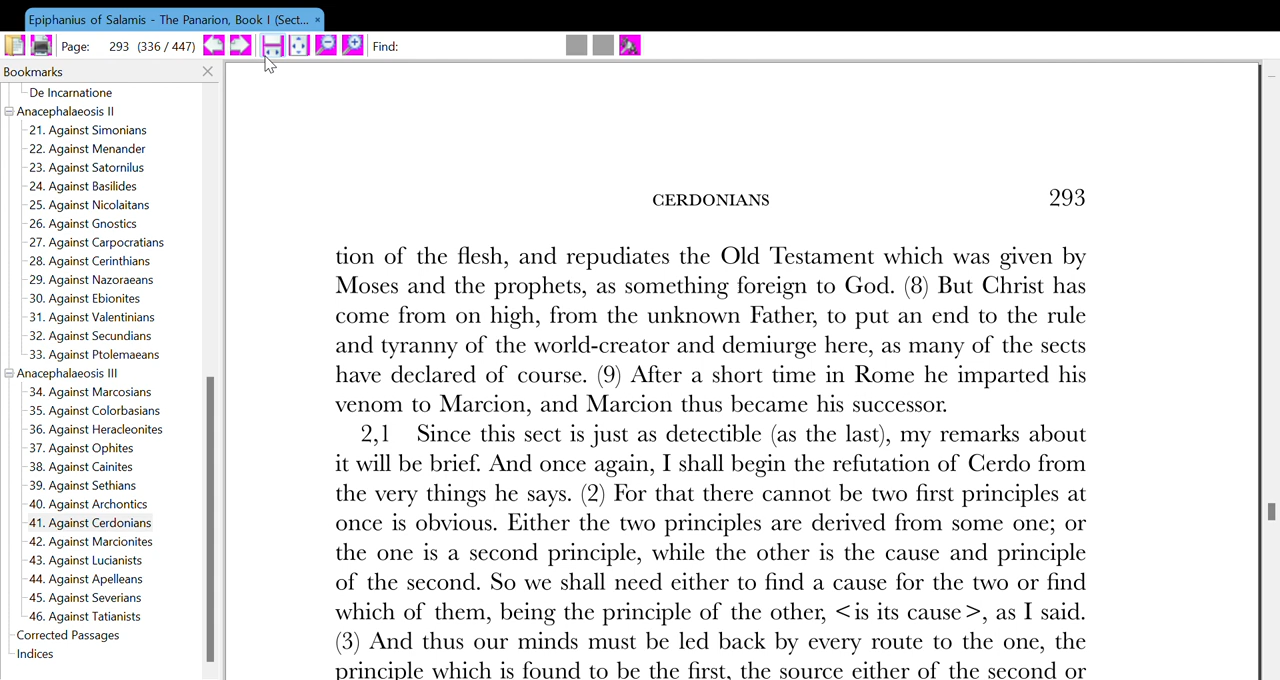 Epiphanius of Salamis - The Panarion, Book I (Sect...
Page: 293 (336 / 447) Find:
Bookmarks
De Incarnatione
Anacephalaeosis II
21. Against Simonians
22. Against Menander
23. Against Satornilus
24. Against Basilides
25. Against Nicolaitans
26. Against Gnostics
27. Against Carpocratians
28. Against Cerinthians
29. Against Nazoraeans
30. Against Ebionites
31. Against Valentinians
32. Against Secundians
33. Against Ptolemaeans
Anacephalaeosis III
34. Against Marcosians
35. Against Colorbasians
36. Against Heracleonites
37. Against Ophites
38. Against Cainites
39. Against Sethians
40. Against Archontics
41. Against Cerdonians
42. Against Marcionites
43. Against Lucianists
44. Against Apelleans
45. Against Severians
46. Against Tatianists
Corrected Passages
Indices
CERDONIANS 293
tion of the flesh, and repudiates the Old Testament which was given by
Moses and the prophets, as something foreign to God. (8) But Christ has
come from on high, from the unknown Father, to put an end to the rule
and tyranny of the world-creator and demiurge here, as many of the sects
have declared of course. (9) After a short time in Rome he imparted his
venom to Marcion, and Marcion thus became his successor.
2,1 Since this sect is just as detectible (as the last), my remarks about
it will be brief. And once again, I shall begin the refutation of Cerdo from
the very things he says. (2) For that there cannot be two first principles at
once is obvious. Either the two principles are derived from some one; or
the one is a second principle, while the other is the cause and principle
of the second. So we shall need either to find a cause for the two or find
which of them, being the principle of the other, <is its cause>, as I said.
(3) And thus our minds must be led back by every route to the one, the
principle which is found to be the first, the source either of the second or